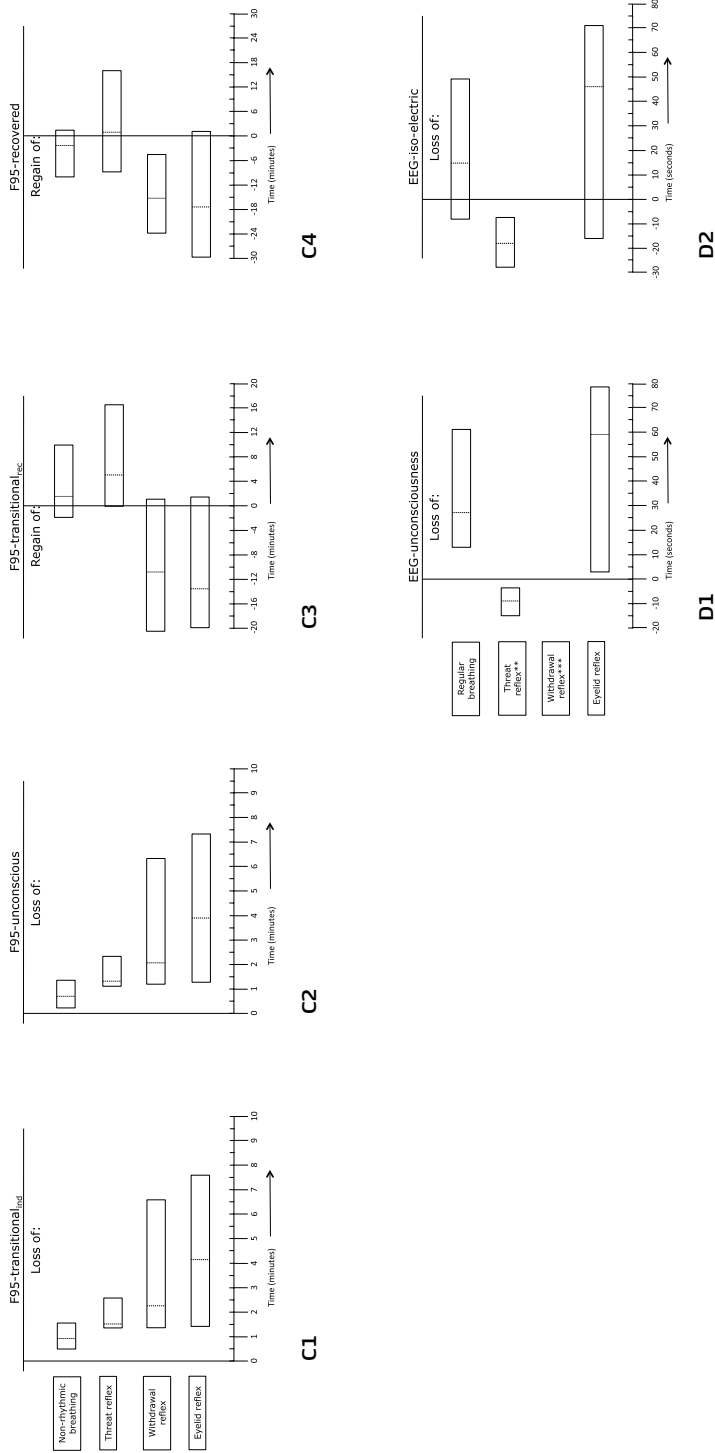 F95-transitionalind
Loss of:
Non-rhythmic
breathing
Threat reflex
Withdrawal
reflex
Eyelid reflex
0 1 2 3 4 5 6 7 8 9 10
Time (minutes)
C1
F95-unconscious
Loss of:
0 1 2 3 4 5 6 7 8 9 10
Time (minutes)
C2
F95-transitionalrec
Regain of:
-20 -16 -12 -8 -4 0 4 8 12 16 20
Time (minutes)
C3
F95-recovered
Regain of:
-30 -24 -18 -12 -6 0 6 12 18 24 30
Time (minutes)
C4
EEG-unconsciousness
Loss of:
Regular
breathing
Threat
reflex**
Withdrawal
reflex***
Eyelid reflex
-20 -10 0 10 20 30 40 50 60 70 80
Time (seconds)
D1
EEG-iso-electric
Loss of:
-30 -20 -10 0 10 20 30 40 50 60 70 80
Time (seconds)
D2